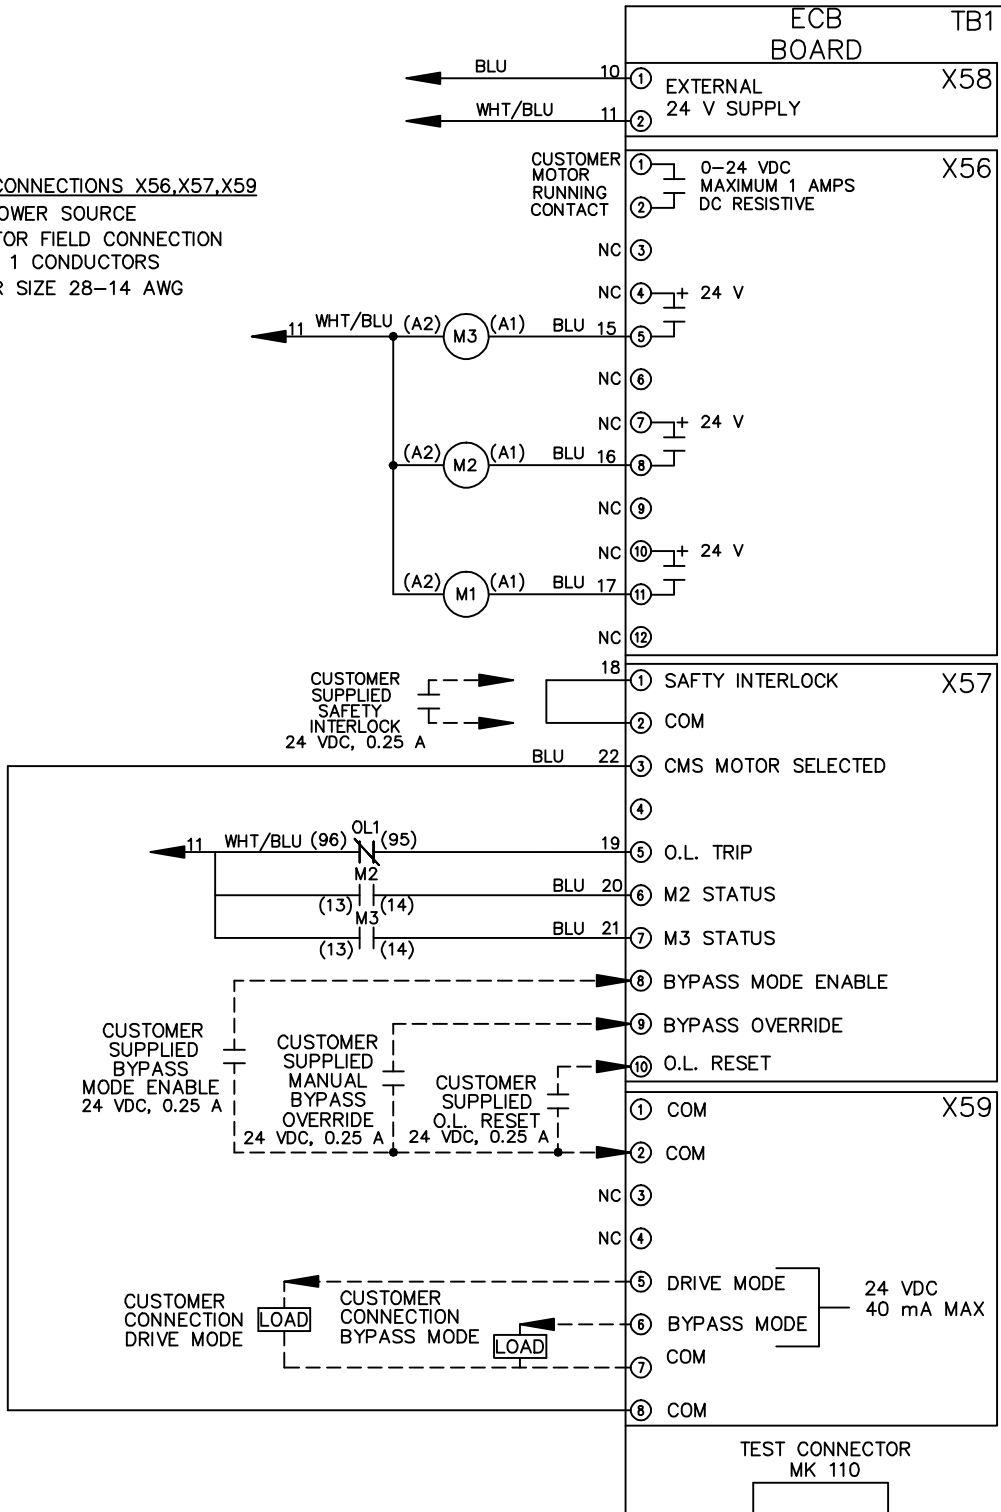 ECB TB1
BOARD
BLU 10 1 EXTERNAL X58
WHT/BLU 11 2 24 V SUPPLY
CONNECTIONS X56,X57,X59
OWER SOURCE
TOR FIELD CONNECTION
1 CONDUCTORS
R SIZE 28-14 AWG
CUSTOMER
MOTOR
RUNNING
CONTACT
1
2
0-24 VDC
MAXIMUM 1 AMPS
DC RESISTIVE
X56
NC 3
NC 4 + 24 V
11 WHT/BLU (A2) M3 (A1) BLU 15 5
NC 6
NC 7 + 24 V
(A2) M2 (A1) BLU 16 8
NC 9
NC 10 + 24 V
(A2) M1 (A1) BLU 17 11
NC 12
CUSTOMER
SUPPLIED
SAFETY
INTERLOCK
24 VDC, 0.25 A
18 1 SAFTY INTERLOCK X57
2 COM
BLU 22 3 CMS MOTOR SELECTED
4
11 WHT/BLU (96) OL1 (95) 19 5 O.L. TRIP
M2
(13) (14) BLU 20 6 M2 STATUS
M3
(13) (14) BLU 21 7 M3 STATUS
8 BYPASS MODE ENABLE
9 BYPASS OVERRIDE
10 O.L. RESET
CUSTOMER
SUPPLIED
BYPASS
MODE ENABLE
24 VDC, 0.25 A
CUSTOMER
SUPPLIED
MANUAL
BYPASS
OVERRIDE
24 VDC, 0.25 A
CUSTOMER
SUPPLIED
O.L. RESET
24 VDC, 0.25 A
1 COM X59
2 COM
NC 3
NC 4
5 DRIVE MODE
6 BYPASS MODE
24 VDC
40 mA MAX
7 COM
8 COM
CUSTOMER
CONNECTION
DRIVE MODE
LOAD
CUSTOMER
CONNECTION
BYPASS MODE
LOAD
TEST CONNECTOR
MK 110